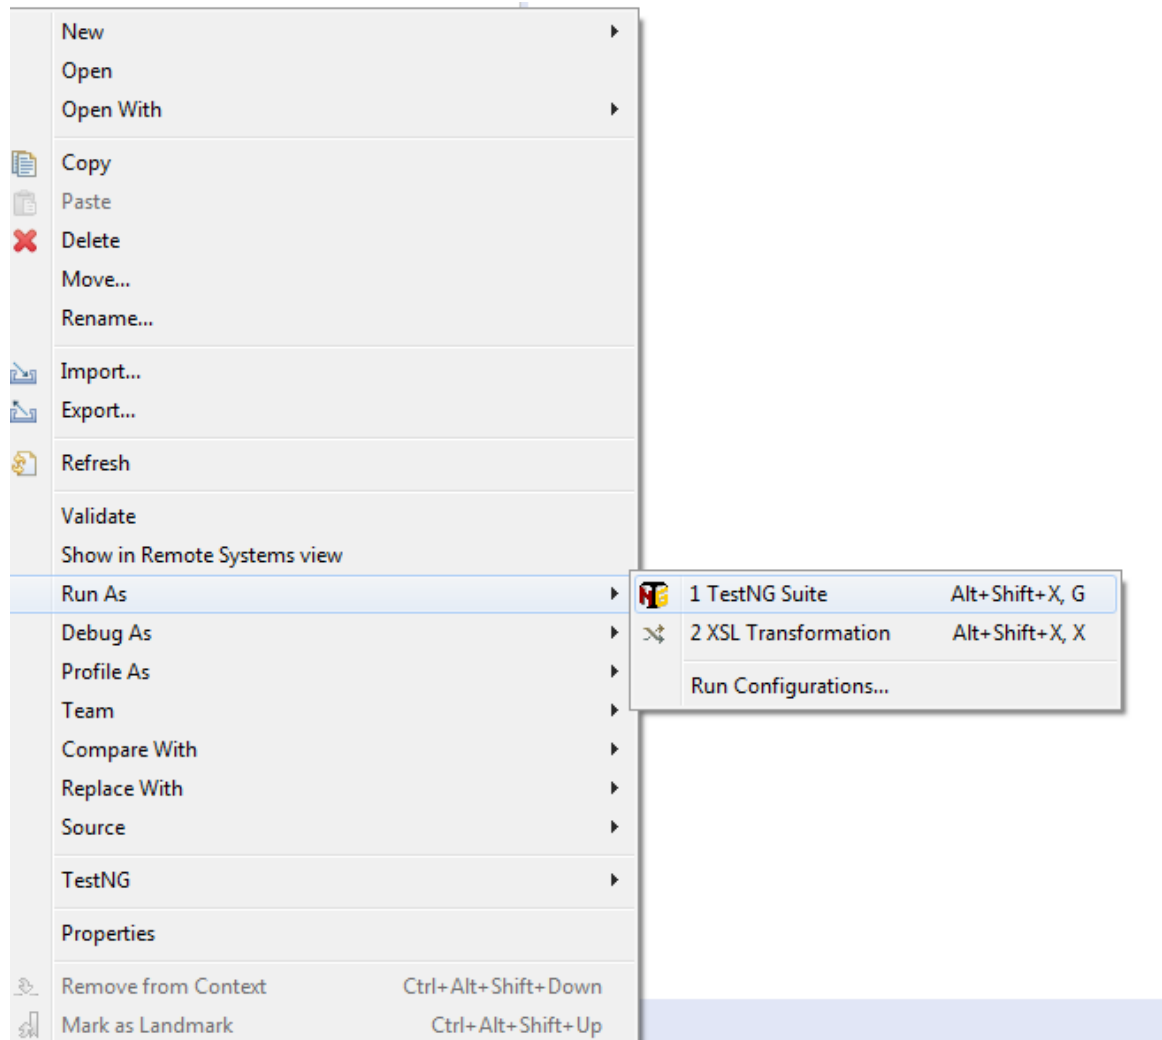 New
Open
Open With
Copy
Paste
Delete
Move...
Rename...
Import...
Export...
Refresh
Validate
Show in Remote Systems view
Run As
1 TestNG Suite Alt+Shift+X, G
2 XSL Transformation Alt+Shift+X, X
Run Configurations...
Debug As
Profile As
Team
Compare With
Replace With
Source
TestNG
Properties
Remove from Context Ctrl+Alt+Shift+Down
Mark as Landmark Ctrl+Alt+Shift+Up